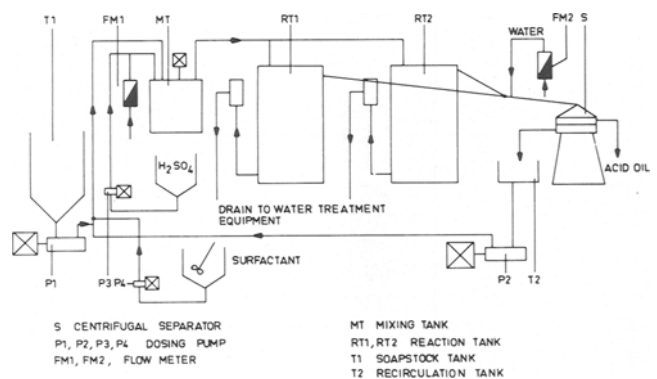 T1 FM1 MT RT1 RT2 FM2 S
WATER
H2SO4
ACID OIL
DRAIN TO WATER TREATMENT
EQUIPMENT
SURFACTANT
P1 P3 P4 P2 T2
S CENTRIFUGAL SEPARATOR
P1, P2, P3, P4 DOSING PUMP
FM1, FM2, FLOW METER
MT MIXING TANK
RT1, RT2 REACTION TANK
T1 SOAPSTOCK TANK
T2 RECIRCULATION TANK